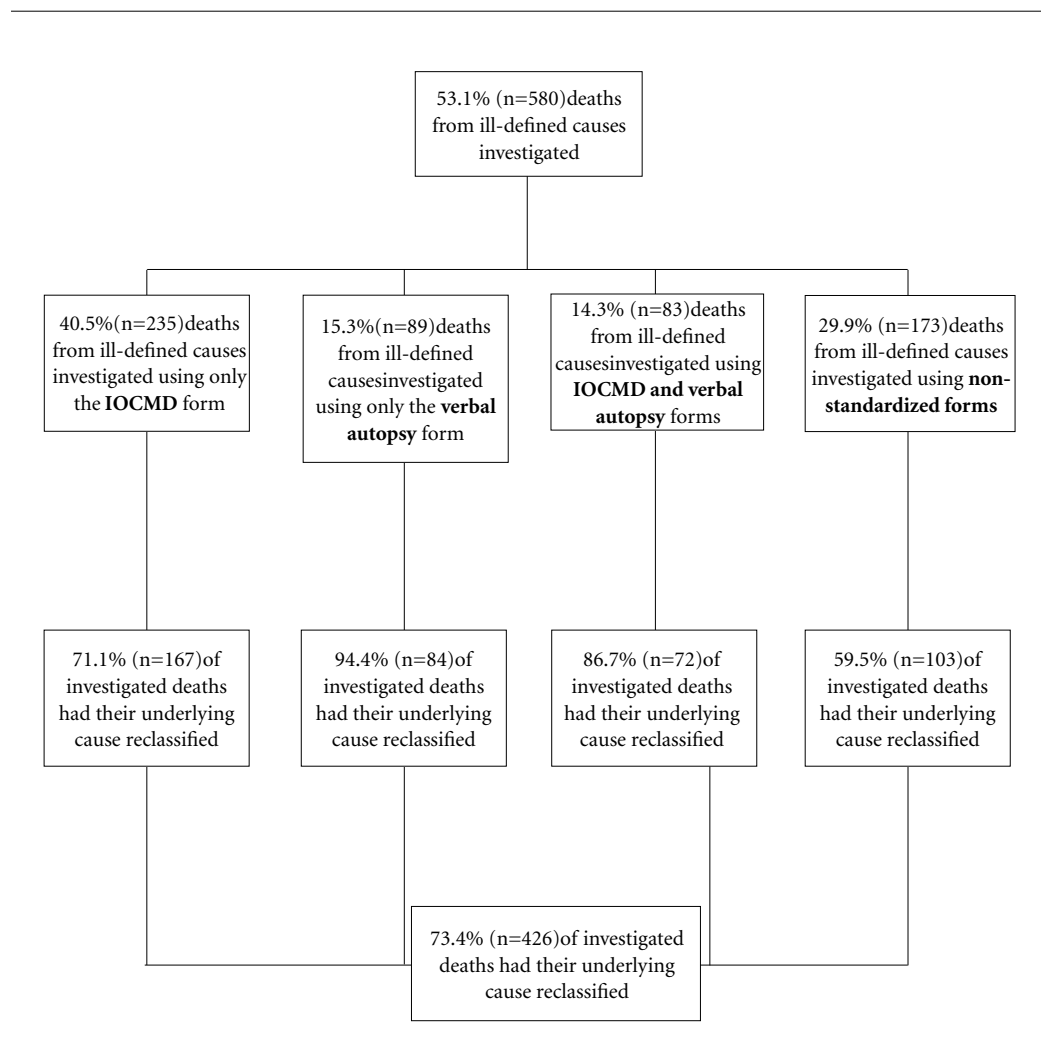 53.1% (n=580)deaths
from ill-defined causes
investigated
40.5%(n=235)deaths
from ill-defined causes
investigated using only
the IOCMD form
15.3%(n=89)deaths
from ill-defined
causesinvestigated
using only the verbal
autopsy form
14.3% (n=83)deaths
from ill-defined
causesinvestigated using
IOCMD and verbal
autopsy forms
29.9% (n=173)deaths
from ill-defined causes
investigated using non-
standardized forms
71.1% (n=167)of
investigated deaths
had their underlying
cause reclassified
94.4% (n=84)of
investigated deaths
had their underlying
cause reclassified
86.7% (n=72)of
investigated deaths
had their underlying
cause reclassified
59.5% (n=103)of
investigated deaths
had their underlying
cause reclassified
73.4% (n=426)of investigated
deaths had their underlying
cause reclassified